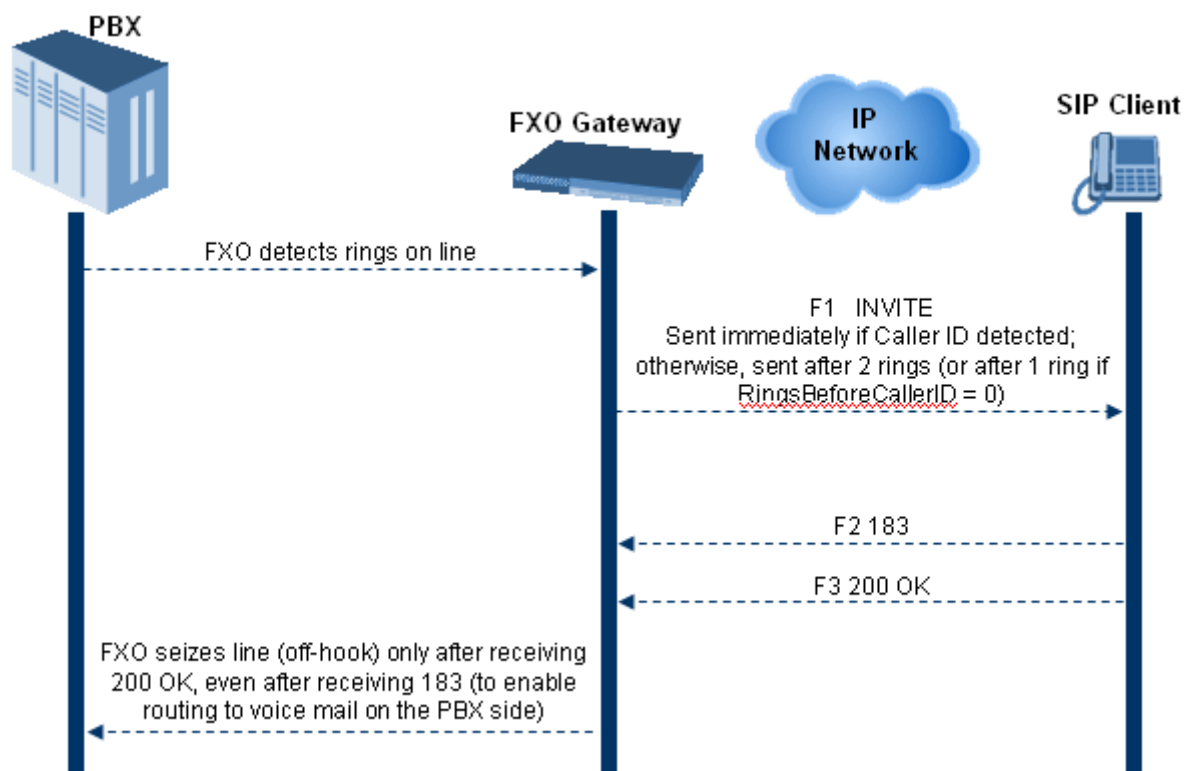 PBX
FXO Gateway
IP
Network
SIP Client
FXO detects rings on line
F1 INVITE
Sent immediately if Caller ID detected;
otherwise, sent after 2 rings (or after 1 ring if
RingsBeforeCallerID = 0)
F2 183
F3 200 OK
FXO seizes line (off-hook) only after receiving
200 OK, even after receiving 183 (to enable
routing to voice mail on the PBX side)